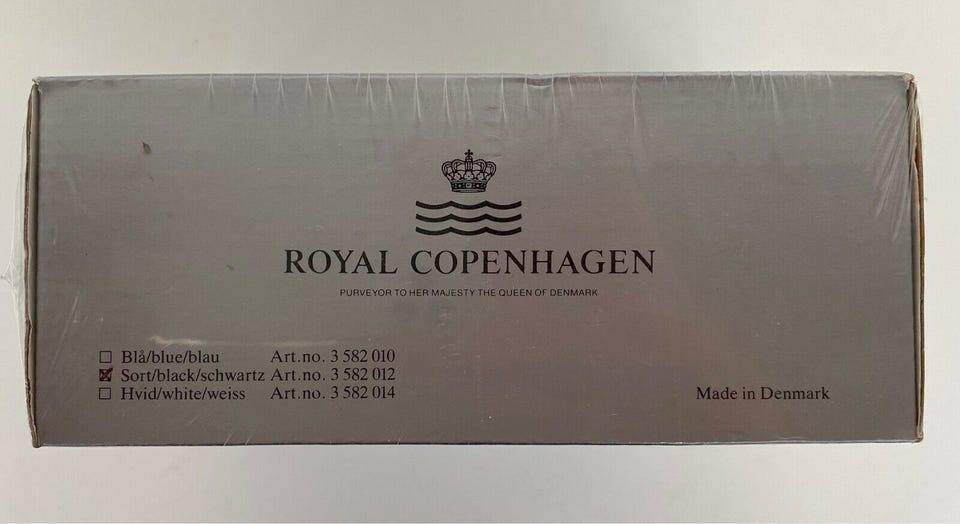 ROYAL COPENHAGEN
PURVEYOR TO HER MAJESTY THE QUEEN OF DENMARK
☐ Blå/blue/blau Art.no. 3 582 010
☒ Sort/black/schwartz Art.no. 3 582 012
☐ Hvid/white/weiss Art.no. 3 582 014
Made in Denmark